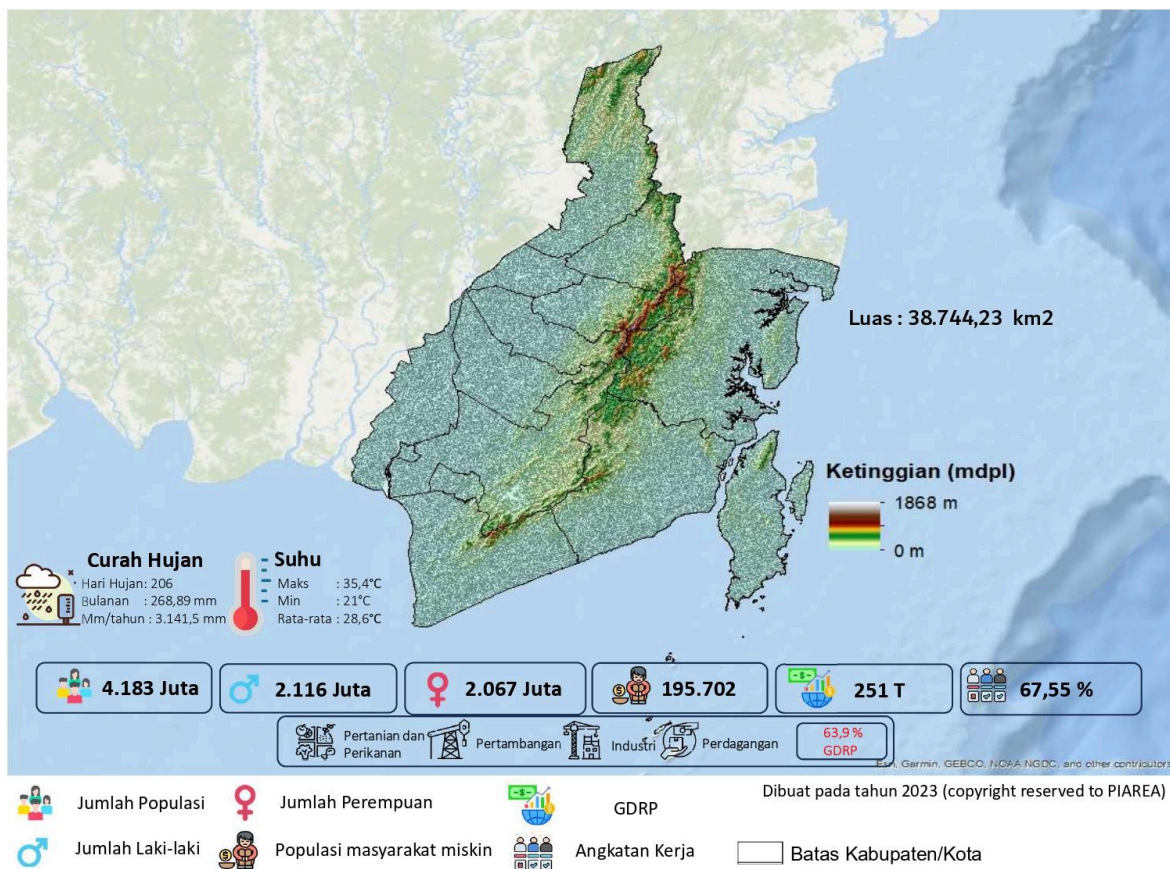 Luas : 38.744,23 km2
Ketinggian (mdpl)
1868 m
0 m
Curah Hujan
Hari Hujan: 206
Bulanan : 268,89 mm
Mm/tahun : 3.141,5 mm
Suhu
Maks : 35,4°C
Min : 21°C
Rata-rata : 28,6°C
4.183 Juta
2.116 Juta
2.067 Juta
195.702
251 T
67,55 %
Pertanian dan
Perikanan
Pertambangan
Industri
Perdagangan
63,9 %
GDRP
Esri, Garmin, GEBCO, NOAA NGDC, and other contributors
Jumlah Populasi
Jumlah Perempuan
GDRP
Dibuat pada tahun 2023 (copyright reserved to PIAREA)
Jumlah Laki-laki
Populasi masyarakat miskin
Angkatan Kerja
Batas Kabupaten/Kota